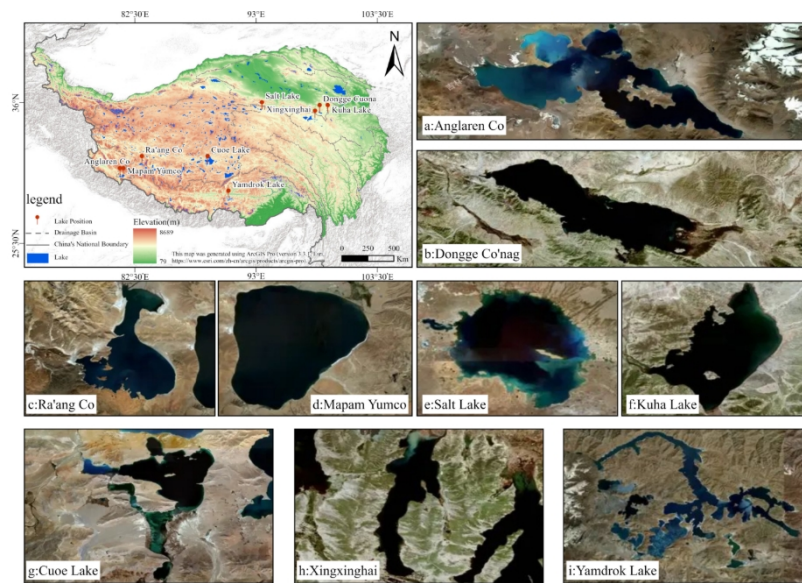 82°30'
93°E
103°30'
N
36°N
Salt Lake
Dongge Cuona
Xingxinghai
Kuha Lake
Ra'ang Co
Cuoe Lake
Anglaren Co
Mapam Yumco
Yamdrok Lake
legend
Lake Position
Drainage Basin
China's National Boundary
Lake
Elevation(m)
8689
79
This map was generated using ArcGIS Pro (version
0 250 500
Km
25°30'
82°30'
93°E
103°30'
a:Anglaren Co
b:Dongge Co'nag
c:Ra'ang Co
d:Mapam Yumco
e:Salt Lake
f:Kuha Lake
g:Cuoe Lake
h:Xingxinghai
i:Yamdrok Lake